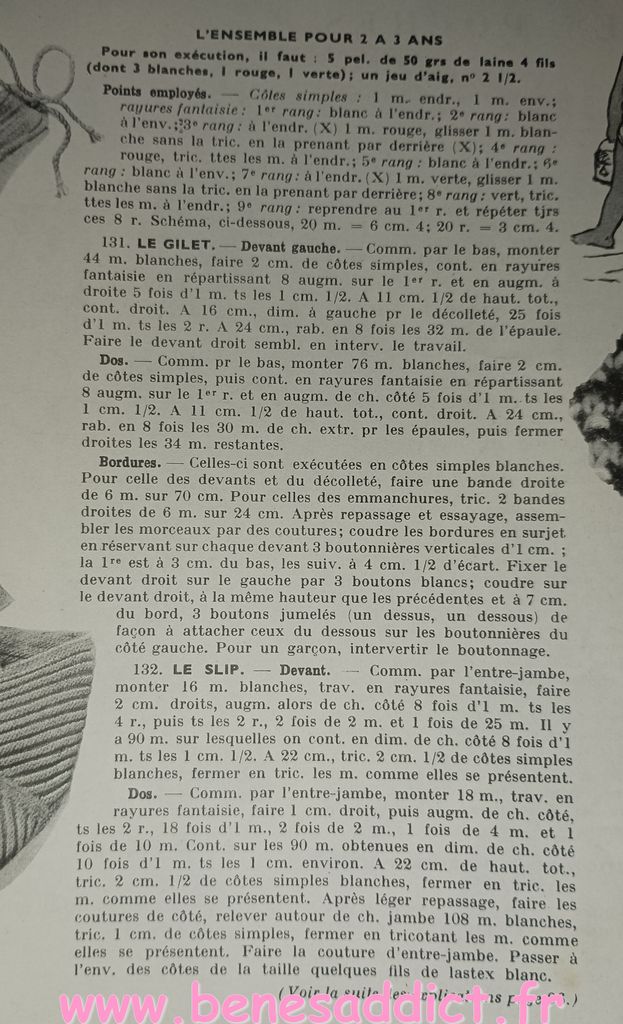 L'ENSEMBLE POUR 2 A 3 ANS
Pour son exécution, il faut : 5 pel. de 50 grs de laine 4 fils
(dont 3 blanches, 1 rouge, 1 verte); un jeu d'aig. n° 2 1/2.
Points employés. — Côtes simples : 1 m. endr., 1 m. env.;
rayures fantaisie : 1er rang: blanc à l'endr.; 2e rang: blanc
à l'env.; 3e rang: à l'endr. (X) 1 m. rouge, glisser 1 m. blan-
che sans la tric. en la prenant par derrière (X); 4e rang :
rouge, tric. ttes les m. à l'endr.; 5e rang : blanc à l'endr.; 6e
rang : blanc à l'env.; 7e rang : à l'endr. (X) 1 m. verte, glisser 1 m.
blanche sans la tric. en la prenant par derrière; 8e rang : vert, tric.
ttes les m. à l'endr.; 9e rang: reprendre au 1er r. et répéter tjrs
ces 8 r. Schéma, ci-dessous, 20 m. = 6 cm. 4; 20 r. = 3 cm. 4.
131. LE GILET. — Devant gauche. — Comm. par le bas, monter
44 m. blanches, faire 2 cm. de côtes simples, cont. en rayures
fantaisie en répartissant 8 augm. sur le 1er r. et en augm. à
droite 5 fois d'1 m. ts les 1 cm. 1/2. A 11 cm. 1/2 de haut. tot.,
cont. droit. A 16 cm., dim. à gauche pr le décolleté, 25 fois
d'1 m. ts les 2 r. A 24 cm., rab. en 8 fois les 32 m. de l'épaule.
Faire le devant droit sembl. en interv. le travail.
Dos. — Comm. pr le bas, monter 76 m. blanches, faire 2 cm.
de côtes simples, puis cont. en rayures fantaisie en répartissant
8 augm. sur le 1er r. et en augm. de ch. côté 5 fois d'1 m. ts les
1 cm. 1/2. A 11 cm. 1/2 de haut. tot., cont. droit. A 24 cm.,
rab. en 8 fois les 30 m. de ch. extr. pr les épaules, puis fermer
droites les 34 m. restantes.
Bordures. — Celles-ci sont exécutées en côtes simples blanches.
Pour celle des devants et du décolleté, faire une bande droite
de 6 m. sur 70 cm. Pour celles des emmanchures, tric. 2 bandes
droites de 6 m. sur 24 cm. Après repassage et essayage, assem-
bler les morceaux par des coutures; coudre les bordures en surjet
en réservant sur chaque devant 3 boutonnières verticales d'1 cm. ;
la 1re est à 3 cm. du bas, les suiv. à 4 cm. 1/2 d'écart. Fixer le
devant droit sur le gauche par 3 boutons blancs; coudre sur
le devant droit, à la même hauteur que les précédentes et à 7 cm.
du bord, 3 boutons jumelés (un dessus, un dessous) de
façon à attacher ceux du dessous sur les boutonnières du
côté gauche. Pour un garçon, intervertir le boutonnage.
132. LE SLIP. — Devant. — Comm. par l'entre-jambe,
monter 16 m. blanches, trav. en rayures fantaisie, faire
2 cm. droits, augm. alors de ch. côté 8 fois d'1 m. ts les
4 r., puis ts les 2 r., 2 fois de 2 m. et 1 fois de 25 m. Il y
a 90 m. sur lesquelles on cont. en dim. de ch. côté 8 fois d'1
m. ts les 1 cm. 1/2. A 22 cm., tric. 2 cm. 1/2 de côtes simples
blanches, fermer en tric. les m. comme elles se présentent.
Dos. — Comm. par l'entre-jambe, monter 18 m., trav. en
rayures fantaisie, faire 1 cm. droit, puis augm. de ch. côté,
ts les 2 r., 18 fois d'1 m., 2 fois de 2 m., 1 fois de 4 m. et 1
fois de 10 m. Cont. sur les 90 m. obtenues en dim. de ch. côté
10 fois d'1 m. ts les 1 cm. environ. A 22 cm. de haut. tot.,
tric. 2 cm. 1/2 de côtes simples blanches, fermer en tric. les
m. comme elles se présentent. Après léger repassage, faire les
coutures de côté, relever autour de ch. jambe 108 m. blanches,
tric. 1 cm. de côtes simples, fermer en tricotant les m. comme
elles se présentent. Faire la couture d'entre-jambe. Passer à
l'env. des côtes de la taille quelques fils de lastex blanc.
(Voir la suite des explications page
www.benesaddict.fr